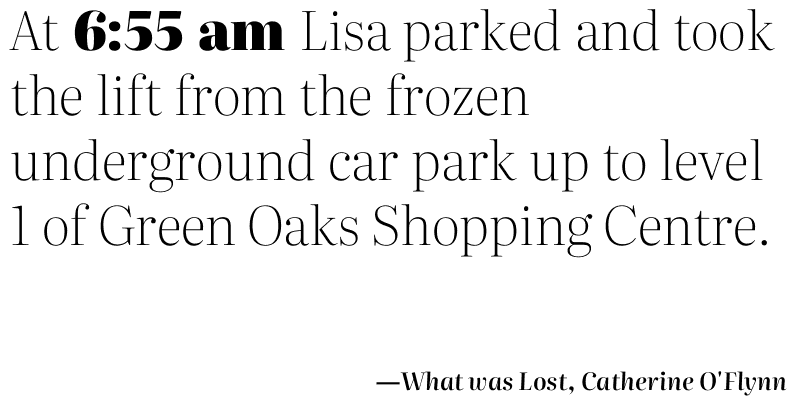 At 6:55 am Lisa parked and took
the lift from the frozen
underground car park up to level
1 of Green Oaks Shopping Centre.
—What was Lost, Catherine O'Flynn